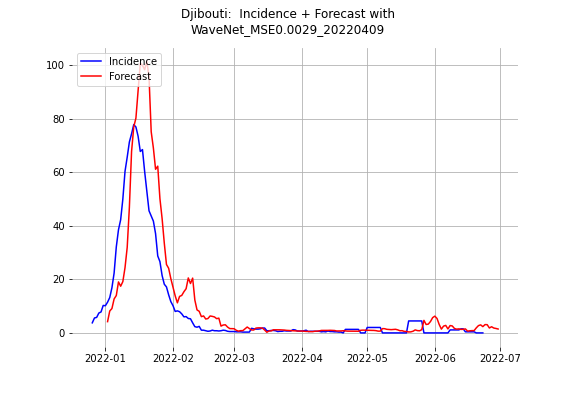 Djibouti:  Incidence + Forecast with
WaveNet_MSE0.0029_20220409
Incidence
Forecast
100
80
60
40
20
0
2022-01 2022-02 2022-03 2022-04 2022-05 2022-06 2022-07